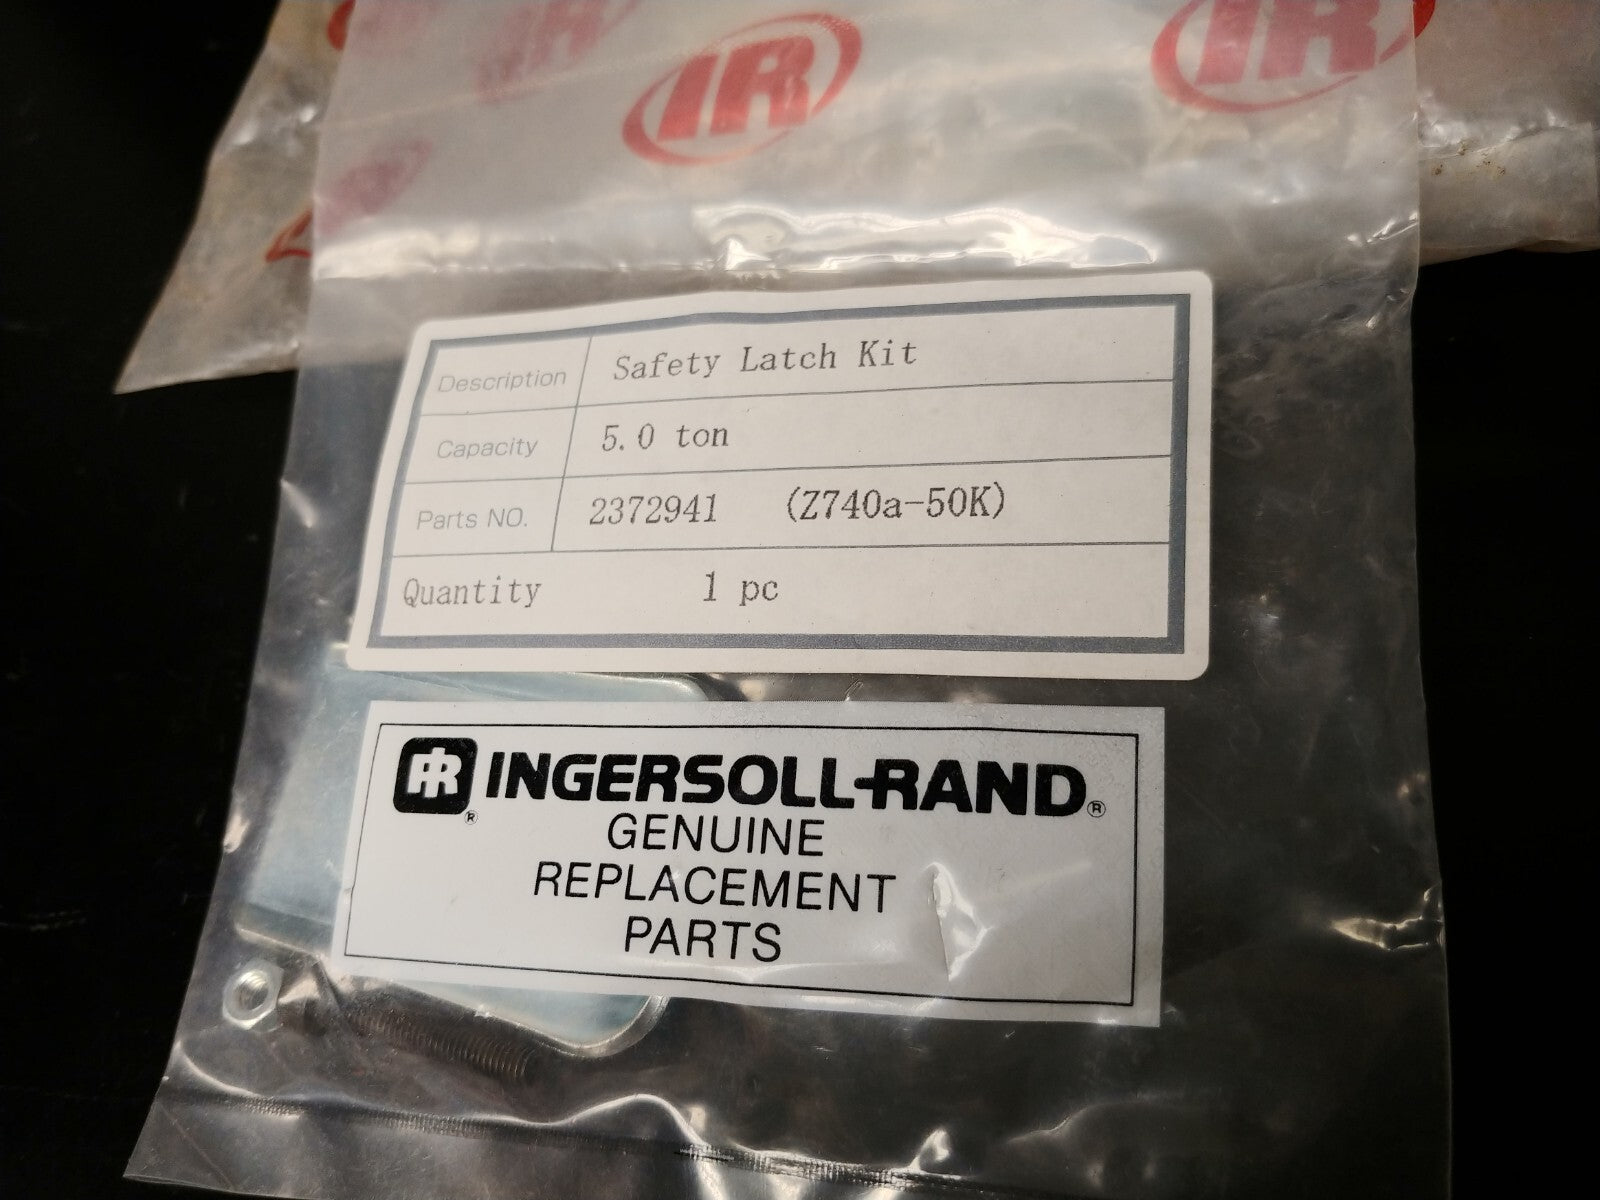 IR
IR
Description Safety Latch Kit
Capacity 5.0 ton
Parts NO. 2372941 (Z740a-50K)
Quantity 1 pc
IR INGERSOLL-RAND®
®
GENUINE
REPLACEMENT
PARTS